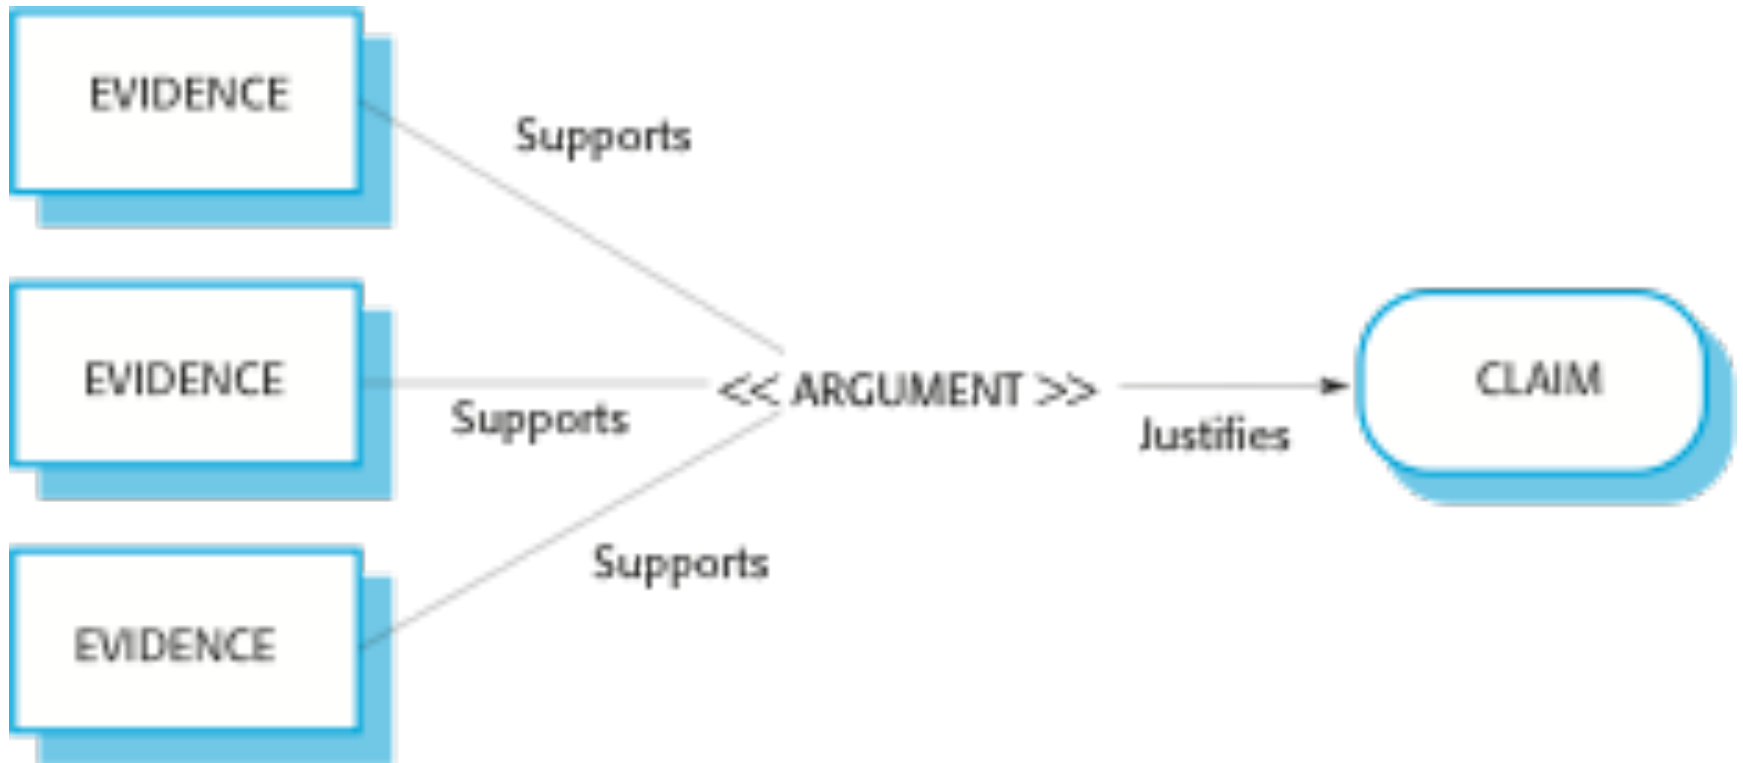 EVIDENCE
Supports
EVIDENCE
Supports
<< ARGUMENT >>
Justifies
CLAIM
Supports
EVIDENCE